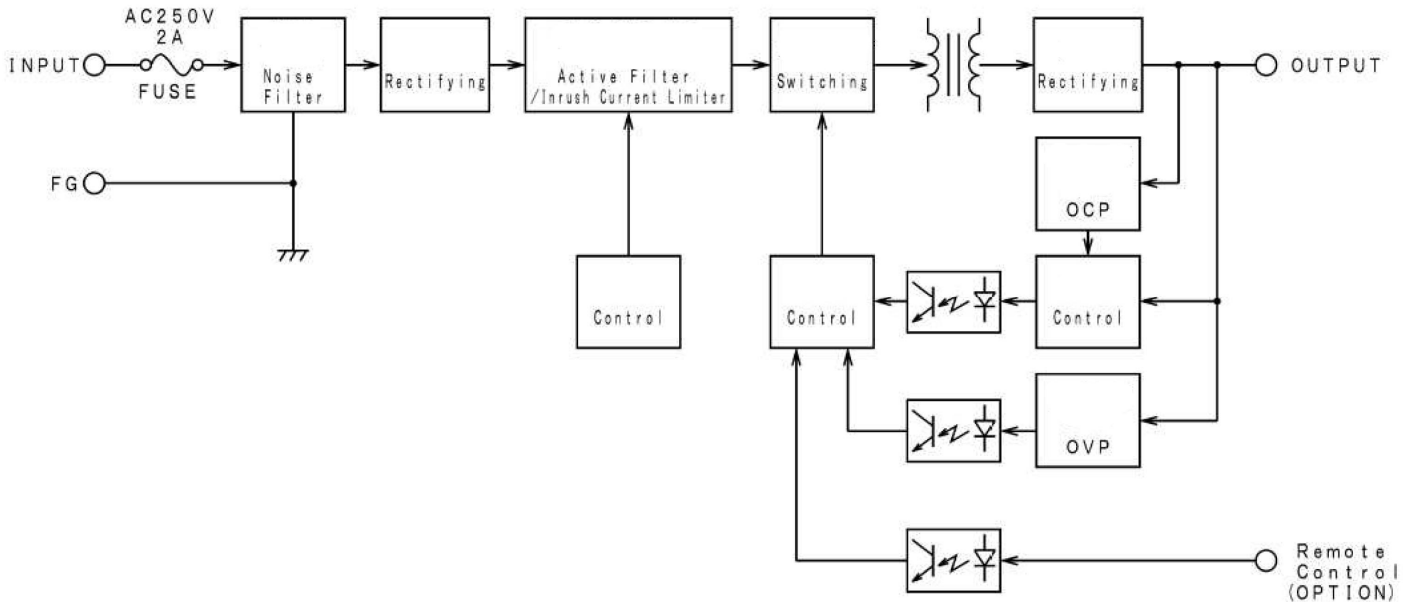 AC250V
2A
INPUT
FUSE
Noise
Filter
Rectifying
Active Filter
/Inrush Current Limiter
Switching
Rectifying
OUTPUT
FG
OCP
Control
Control
Control
OVP
Remote
Control
(OPTION)